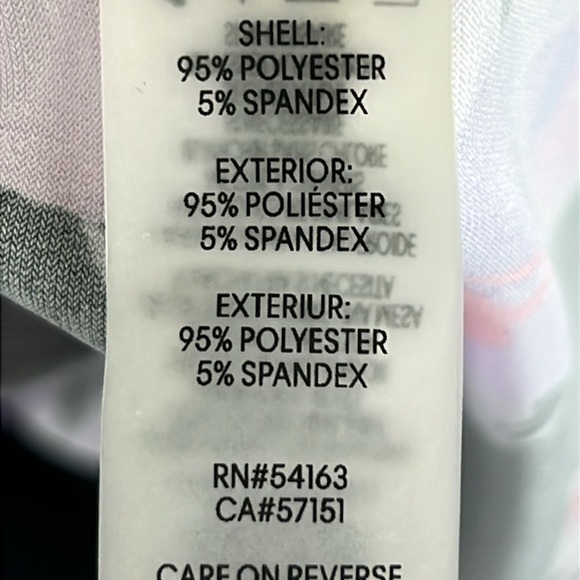 SHELL:
95% POLYESTER
5% SPANDEX
EXTERIOR:
95% POLIÉSTER
5% SPANDEX
EXTERIUR:
95% POLYESTER
5% SPANDEX
RN#54163
CA#57151
CARE ON REVERSE